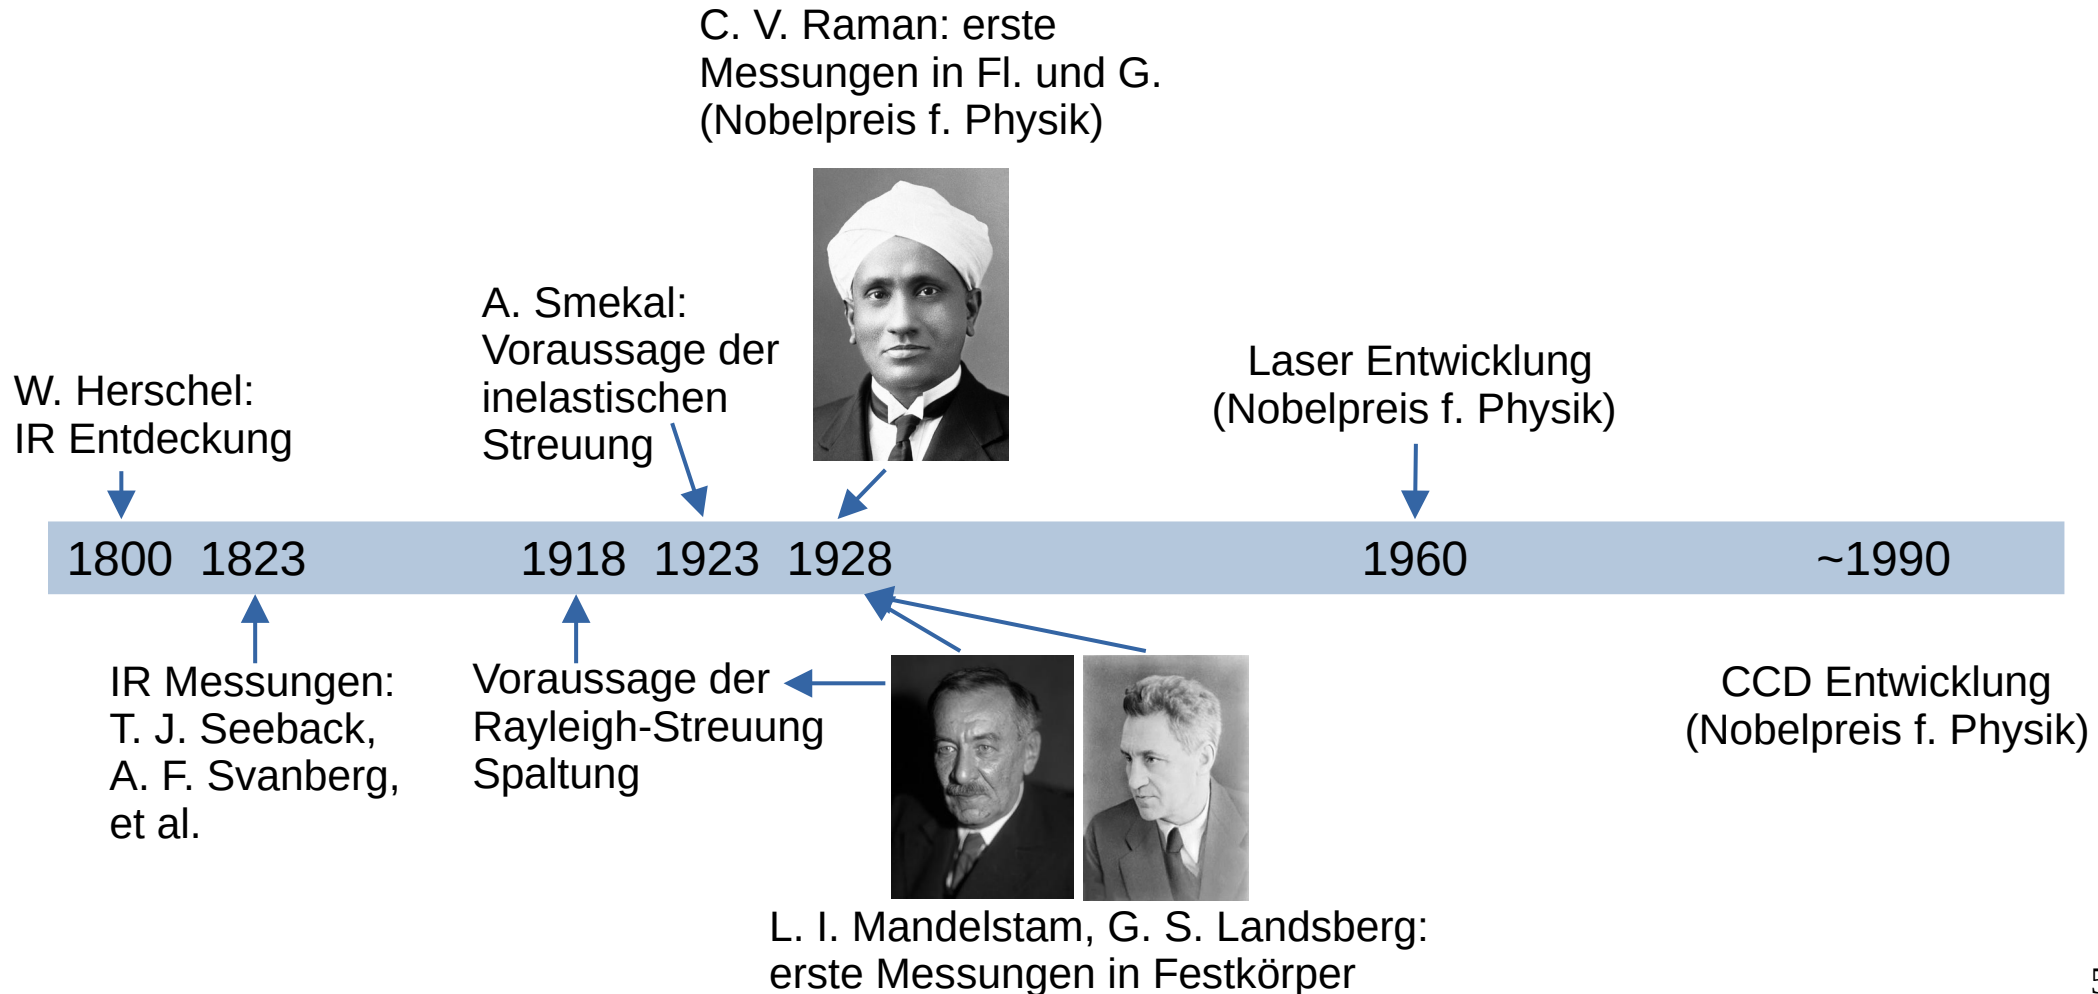 C. V. Raman: erste
Messungen in Fl. und G.
(Nobelpreis f. Physik)
A. Smekal:
Voraussage der
inelastischen
Streuung
W. Herschel:
IR Entdeckung
Laser Entwicklung
(Nobelpreis f. Physik)
1800 1823 1918 1923 1928 1960 ~1990
IR Messungen:
T. J. Seeback,
A. F. Svanberg,
et al.
Voraussage der
Rayleigh-Streuung
Spaltung
CCD Entwicklung
(Nobelpreis f. Physik)
L. I. Mandelstam, G. S. Landsberg:
erste Messungen in Festkörper